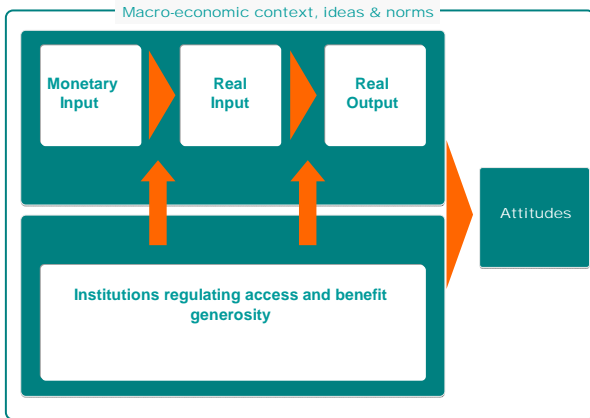 Macro-economic context, ideas & norms
Monetary
Input
Real
Input
Real
Output
Attitudes
Institutions regulating access and benefit
generosity